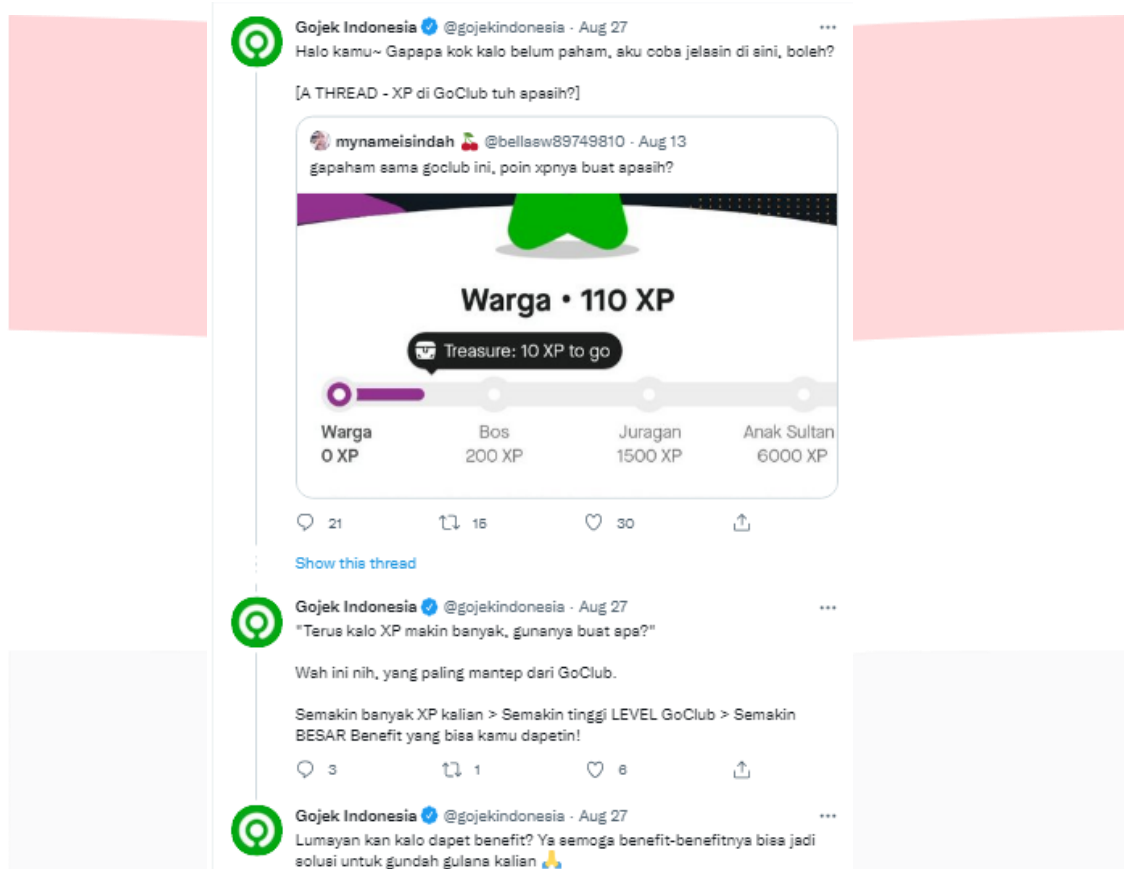 Gojek Indonesia @gojekindonesia · Aug 27
Halo kamu~ Gapapa kok kalo belum paham, aku coba jelasin di sini, boleh?
[A THREAD - XP di GoClub tuh apasih?]
mynameisindah 🍒 @bellasw89749810 · Aug 13
gapaham sama goclub ini, poin xpnya buat apasih?
Warga • 110 XP
Treasure: 10 XP to go
Warga Bos Juragan Anak Sultan
0 XP 200 XP 1500 XP 6000 XP
21 15 30
Show this thread
Gojek Indonesia @gojekindonesia · Aug 27
"Terus kalo XP makin banyak, gunanya buat apa?"
Wah ini nih, yang paling mantep dari GoClub.
Semakin banyak XP kalian > Semakin tinggi LEVEL GoClub > Semakin
BESAR Benefit yang bisa kamu dapetin!
3 1 6
Gojek Indonesia @gojekindonesia · Aug 27
Lumayan kan kalo dapet benefit? Ya semoga benefit-benefitnya bisa jadi
solusi untuk gundah gulana kalian 🙏